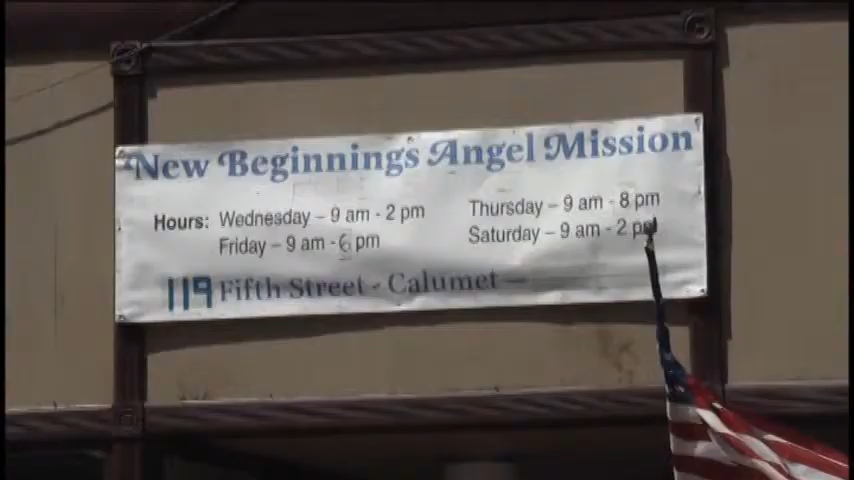 New Beginnings Angel Mission
Hours: Wednesday – 9 am - 2 pm Thursday – 9 am - 8 pm
Friday – 9 am - 6 pm Saturday – 9 am - 2 pm
119 Fifth Street - Calumet